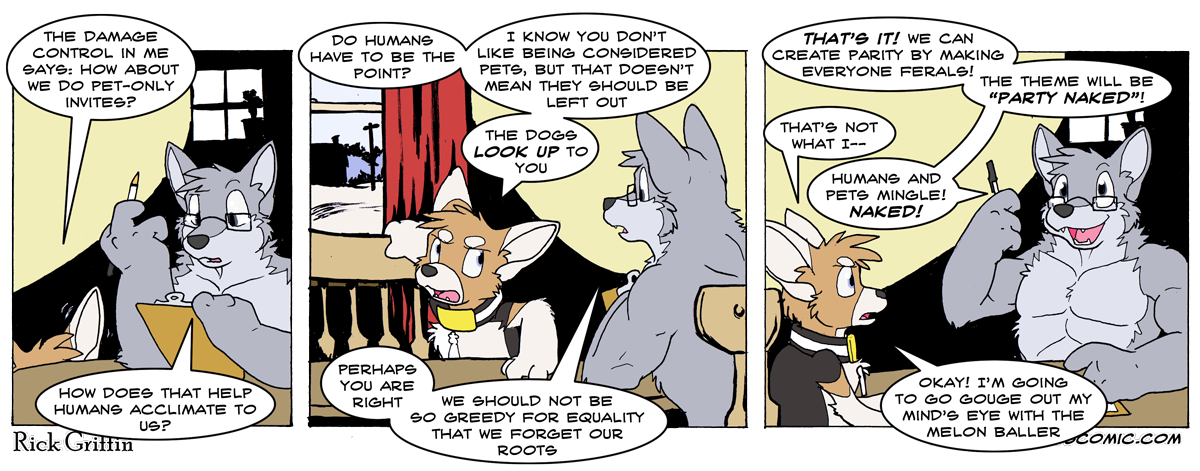 THE DAMAGE
CONTROL IN ME
SAYS: HOW ABOUT
WE DO PET-ONLY
INVITES?
HOW DOES THAT HELP
HUMANS ACCLIMATE TO
US?
Rick Griffin
DO HUMANS
HAVE TO BE THE
POINT?
I KNOW YOU DON'T
LIKE BEING CONSIDERED
PETS, BUT THAT DOESN'T
MEAN THEY SHOULD BE
LEFT OUT
THE DOGS
LOOK UP TO
YOU
PERHAPS
YOU ARE
RIGHT
WE SHOULD NOT BE
SO GREEDY FOR EQUALITY
THAT WE FORGET OUR
ROOTS
THAT'S IT! WE CAN
CREATE PARITY BY MAKING
EVERYONE FERALS!
THE THEME WILL BE
"PARTY NAKED"!
THAT'S NOT
WHAT I--
HUMANS AND
PETS MINGLE!
NAKED!
OKAY! I'M GOING
TO GO GOUGE OUT MY
MIND'S EYE WITH THE
MELON BALLER
OCOMIC.COM